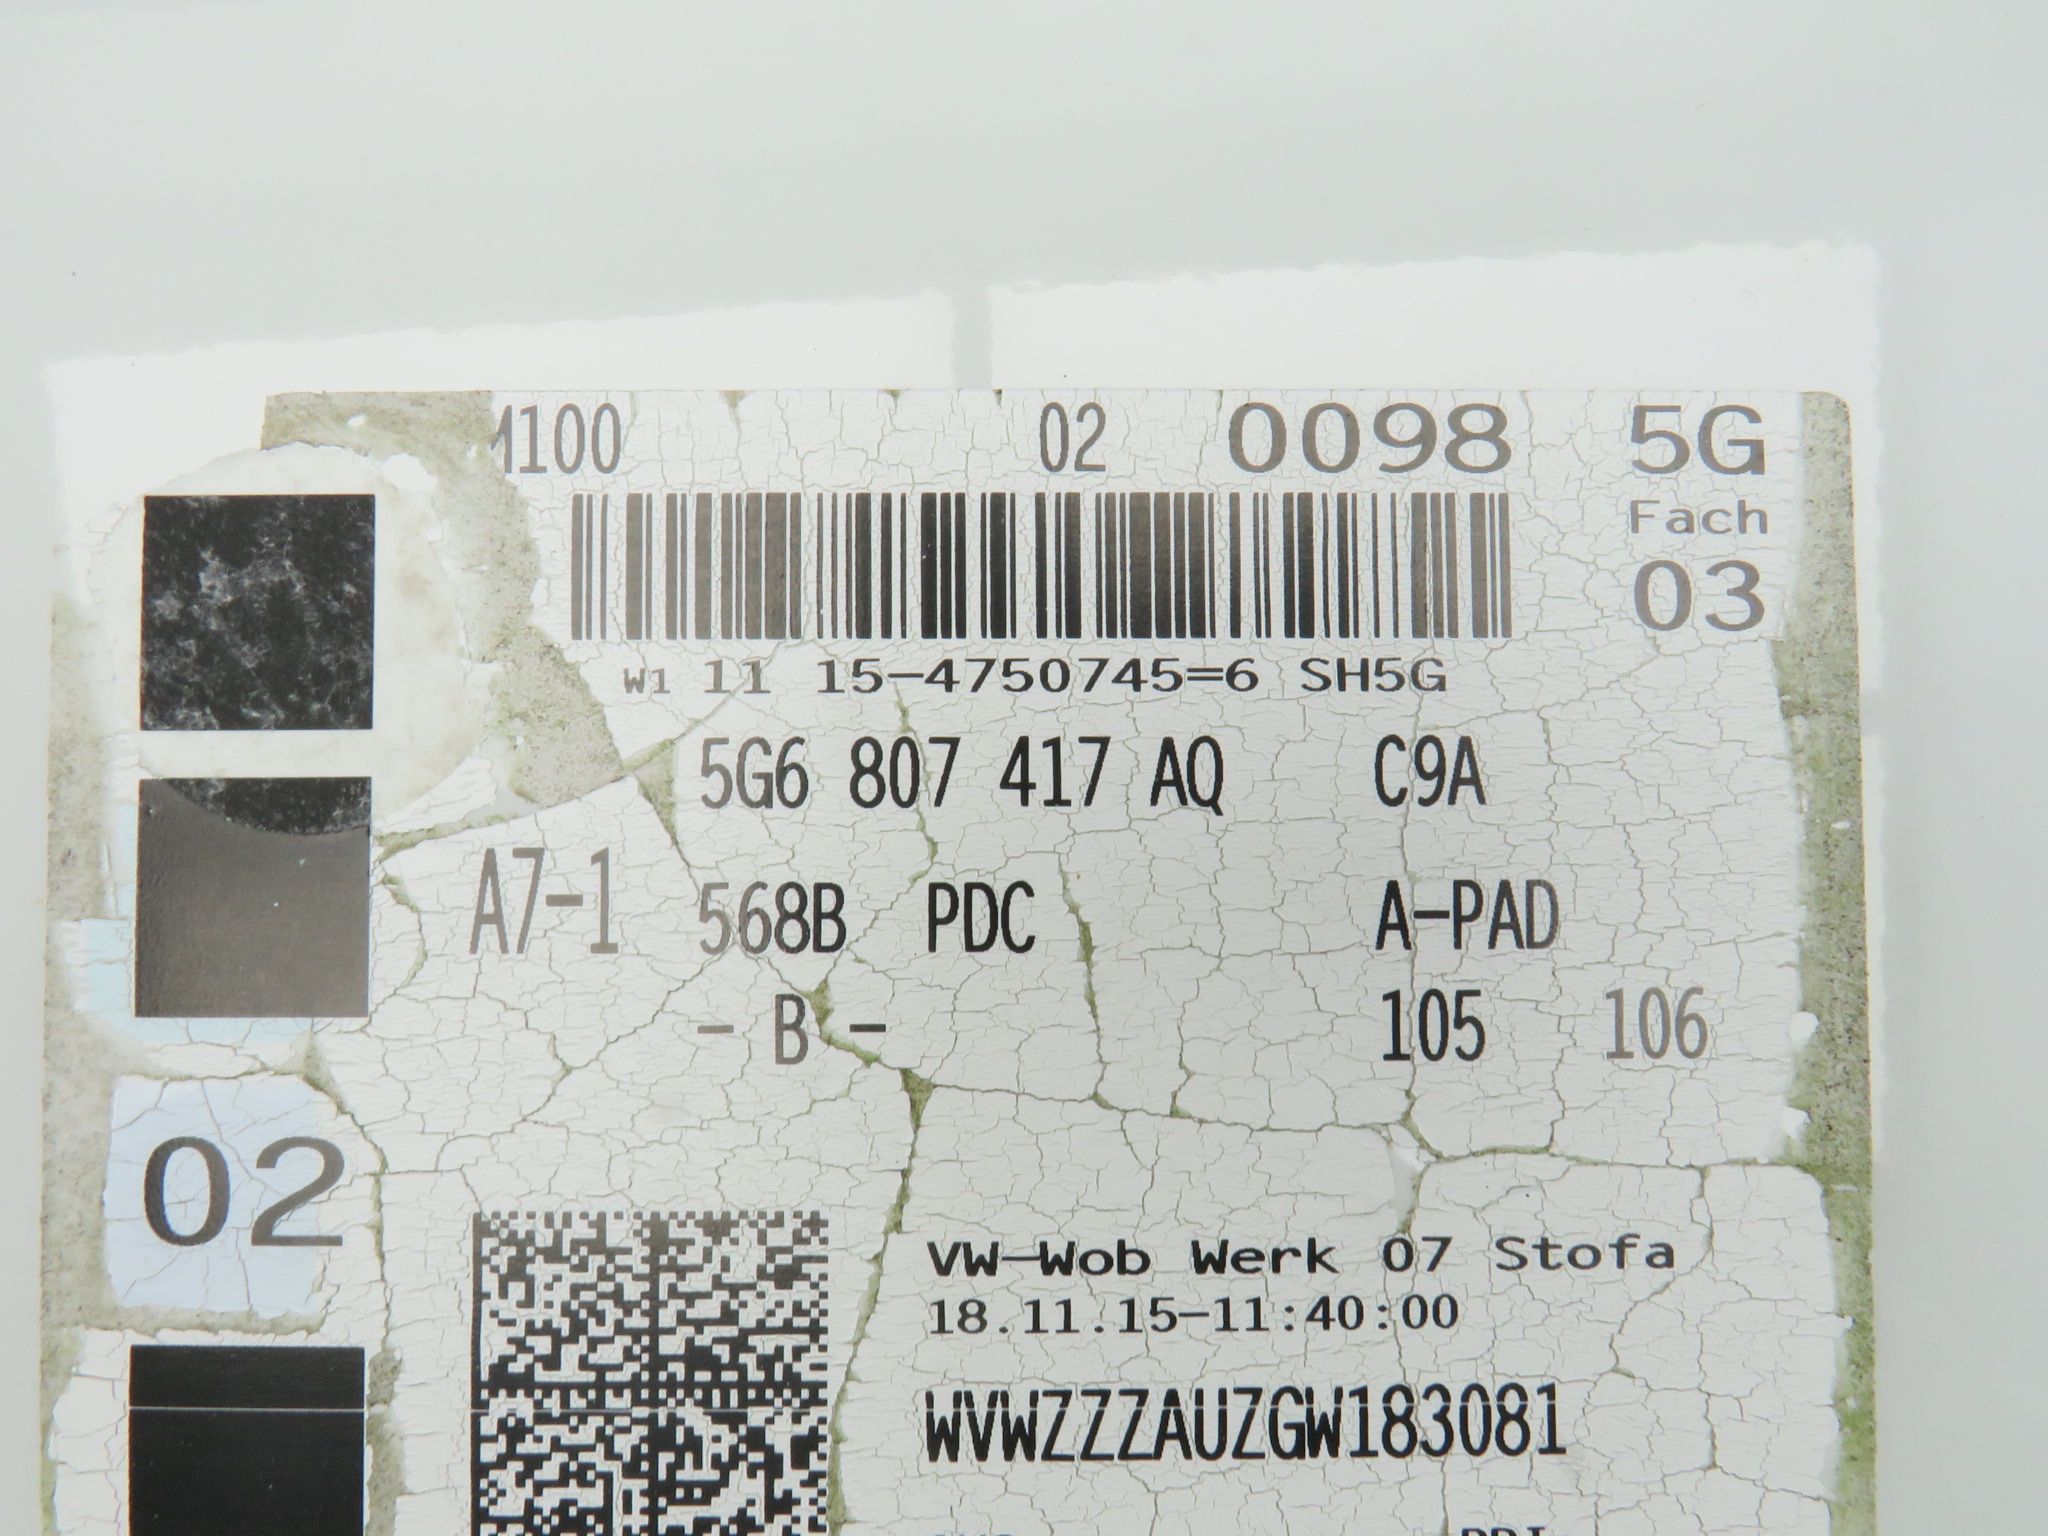 M100 02 0098 5G
Fach
03
W1 11 15-4750745=6 SH5G
5G6 807 417 AQ C9A
A7-1 568B PDC A-PAD
- B - 105 106
02
VW-Wob Werk 07 Stofa
18.11.15-11:40:00
WVWZZZAUZGW183081